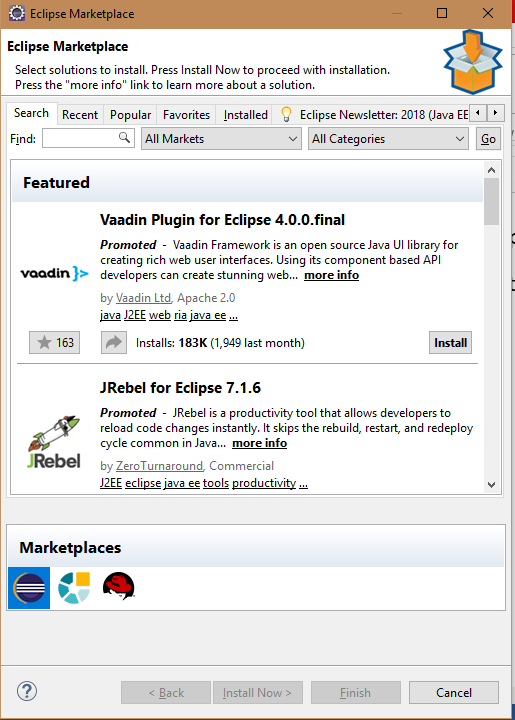 Eclipse Marketplace
Eclipse Marketplace
Select solutions to install. Press Install Now to proceed with installation.
Press the "more info" link to learn more about a solution.
Search Recent Popular Favorites Installed Eclipse Newsletter: 2018 (Java EE
Find: All Markets All Categories Go
Featured
Vaadin Plugin for Eclipse 4.0.0.final
Promoted - Vaadin Framework is an open source Java UI library for
creating rich web user interfaces. Using its component based API
developers can create stunning web... more info
vaadin}>
by Vaadin Ltd, Apache 2.0
java J2EE web ria java ee ...
163 Installs: 183K (1,949 last month) Install
JRebel for Eclipse 7.1.6
Promoted - JRebel is a productivity tool that allows developers to
reload code changes instantly. It skips the rebuild, restart, and redeploy
cycle common in Java... more info
JRebel
by ZeroTurnaround, Commercial
J2EE eclipse java ee tools productivity ...
Marketplaces
? < Back Install Now > Finish Cancel